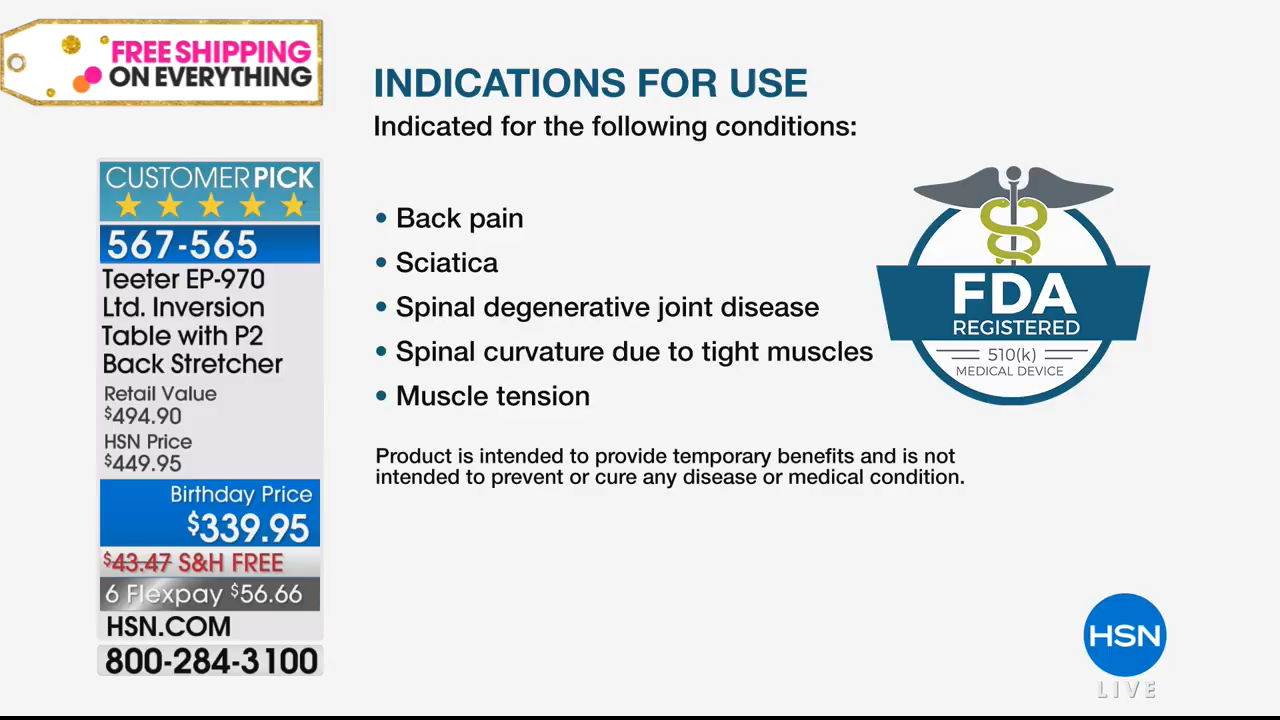 FREE SHIPPING
ON EVERYTHING
CUSTOMER PICK
567-565
Teeter EP-970
Ltd. Inversion
Table with P2
Back Stretcher
Retail Value
$494.90
HSN Price
$449.95
Birthday Price
$339.95
$43.47 S&H FREE
6 Flexpay $56.66
HSN.COM
800-284-3100
INDICATIONS FOR USE
Indicated for the following conditions:
• Back pain
• Sciatica
• Spinal degenerative joint disease
• Spinal curvature due to tight muscles
• Muscle tension
Product is intended to provide temporary benefits and is not
intended to prevent or cure any disease or medical condition.
FDA
REGISTERED
510(k)
MEDICAL DEVICE
HSN
LIVE